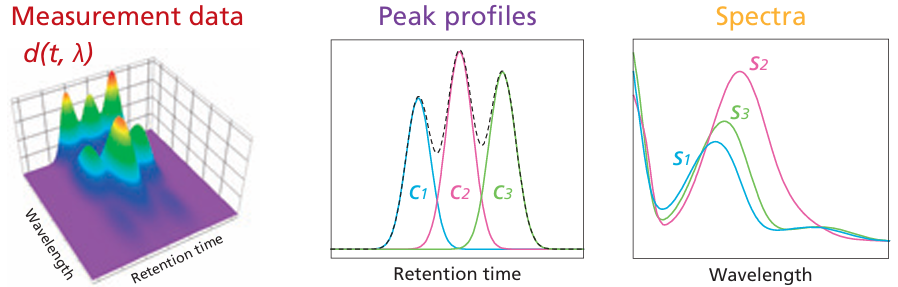 Measurement data
d(t, λ)
Wavelength
Retention time
Peak profiles
C1
C2
C3
Retention time
Spectra
S1
S2
S3
Wavelength